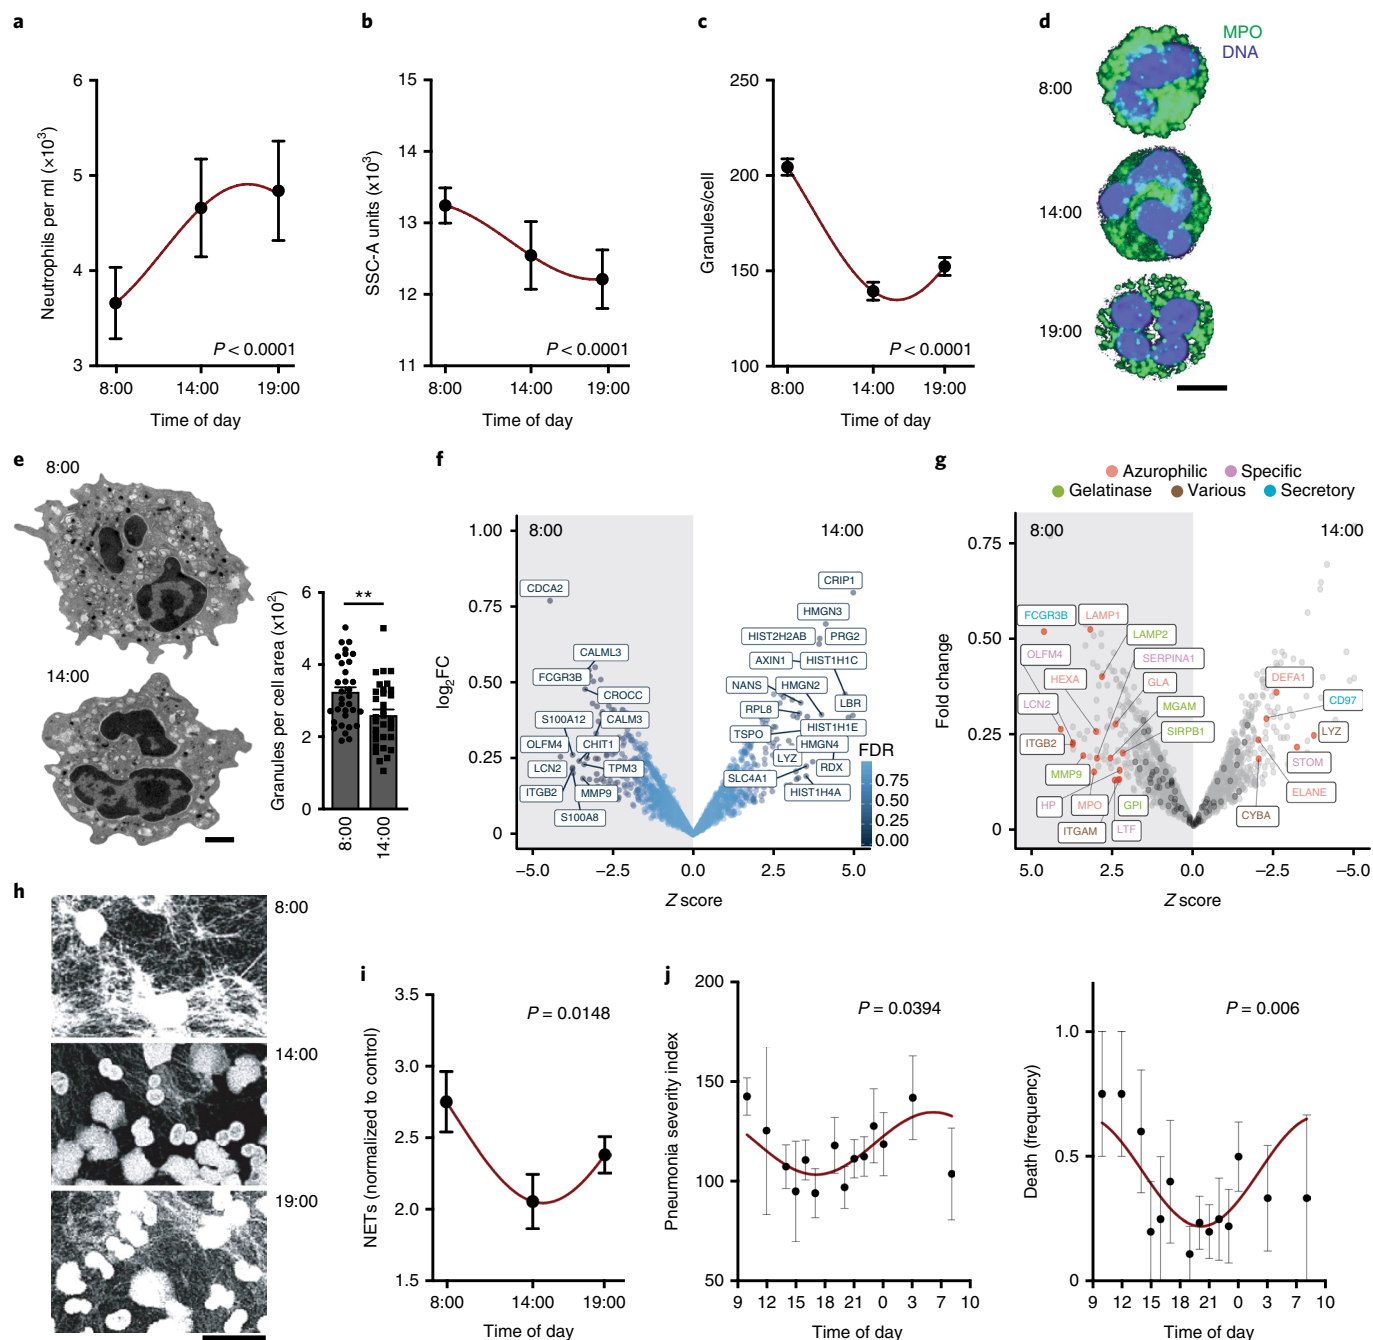 a
Neutrophils per ml (×10³)
6
5
4
3
8:00
14:00
19:00
P < 0.0001
Time of day
b
SSC-A units (x10³)
15
14
13
12
11
8:00
14:00
19:00
P < 0.0001
Time of day
c
Granules/cell
250
200
150
100
8:00
14:00
19:00
P < 0.0001
Time of day
d
MPO
DNA
8:00
14:00
19:00
e
8:00
14:00
Granules per cell area (x10²)
6
4
2
0
**
8:00
14:00
f
8:00
14:00
log₂FC
1.00
0.75
0.50
0.25
0
CDCA2
CALML3
FCGR3B
CROCC
S100A12
CALM3
OLFM4
CHIT1
LCN2
TPM3
ITGB2
MMP9
S100A8
CRIP1
HMGN3
HIST2H2AB
PRG2
AXIN1
HIST1H1C
NANS
HMGN2
LBR
RPL8
HIST1H1E
TSPO
HMGN4
LYZ
RDX
SLC4A1
HIST1H4A
FDR
0.75
0.50
0.25
0.00
–5.0
–2.5
0.0
2.5
5.0
Z score
g
Azurophilic
Specific
Gelatinase
Various
Secretory
8:00
14:00
Fold change
0.75
0.50
0.25
0
FCGR3B
LAMP1
LAMP2
OLFM4
SERPINA1
HEXA
GLA
LCN2
MGAM
ITGB2
SIRPB1
MMP9
HP
MPO
GPI
ITGAM
LTF
DEFA1
CD97
LYZ
STOM
ELANE
CYBA
5.0
2.5
0.0
–2.5
–5.0
Z score
h
8:00
14:00
19:00
i
NETs (normalized to control)
3.5
3.0
2.5
2.0
1.5
P = 0.0148
8:00
14:00
19:00
Time of day
j
Pneumonia severity index
200
150
100
50
P = 0.0394
9
12
15
18
21
0
3
7
10
Time of day
Death (frequency)
1.0
0.5
0
P = 0.006
9
12
15
18
21
0
3
7
10
Time of day